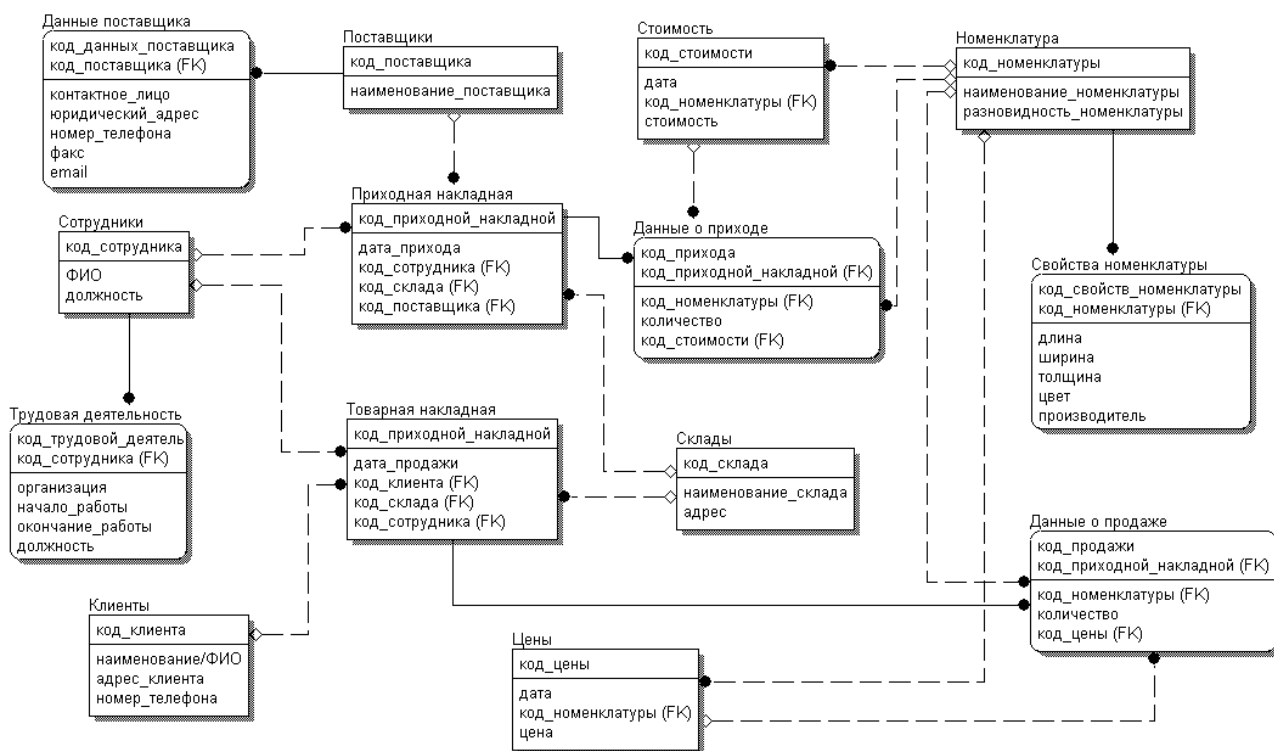 Данные поставщика
код_данных_поставщика
код_поставщика (FK)
контактное_лицо
юридический_адрес
номер_телефона
факс
email
Поставщики
код_поставщика
наименование_поставщика
Стоимость
код_стоимости
дата
код_номенклатуры (FK)
стоимость
Номенклатура
код_номенклатуры
наименование_номенклатуры
разновидность_номенклатуры
Сотрудники
код_сотрудника
ФИО
должность
Приходная накладная
код_приходной_накладной
дата_прихода
код_сотрудника (FK)
код_склада (FK)
код_поставщика (FK)
Данные о приходе
код_прихода
код_приходной_накладной (FK)
код_номенклатуры (FK)
количество
код_стоимости (FK)
Свойства номенклатуры
код_свойств_номенклатуры
код_номенклатуры (FK)
длина
ширина
толщина
цвет
производитель
Трудовая деятельность
код_трудовой_деятель
код_сотрудника (FK)
организация
начало_работы
окончание_работы
должность
Товарная накладная
код_приходной_накладной
дата_продажи
код_клиента (FK)
код_склада (FK)
код_сотрудника (FK)
Склады
код_склада
наименование_склада
адрес
Данные о продаже
код_продажи
код_приходной_накладной (FK)
код_номенклатуры (FK)
количество
код_цены (FK)
Клиенты
код_клиента
наименование/ФИО
адрес_клиента
номер_телефона
Цены
код_цены
дата
код_номенклатуры (FK)
цена